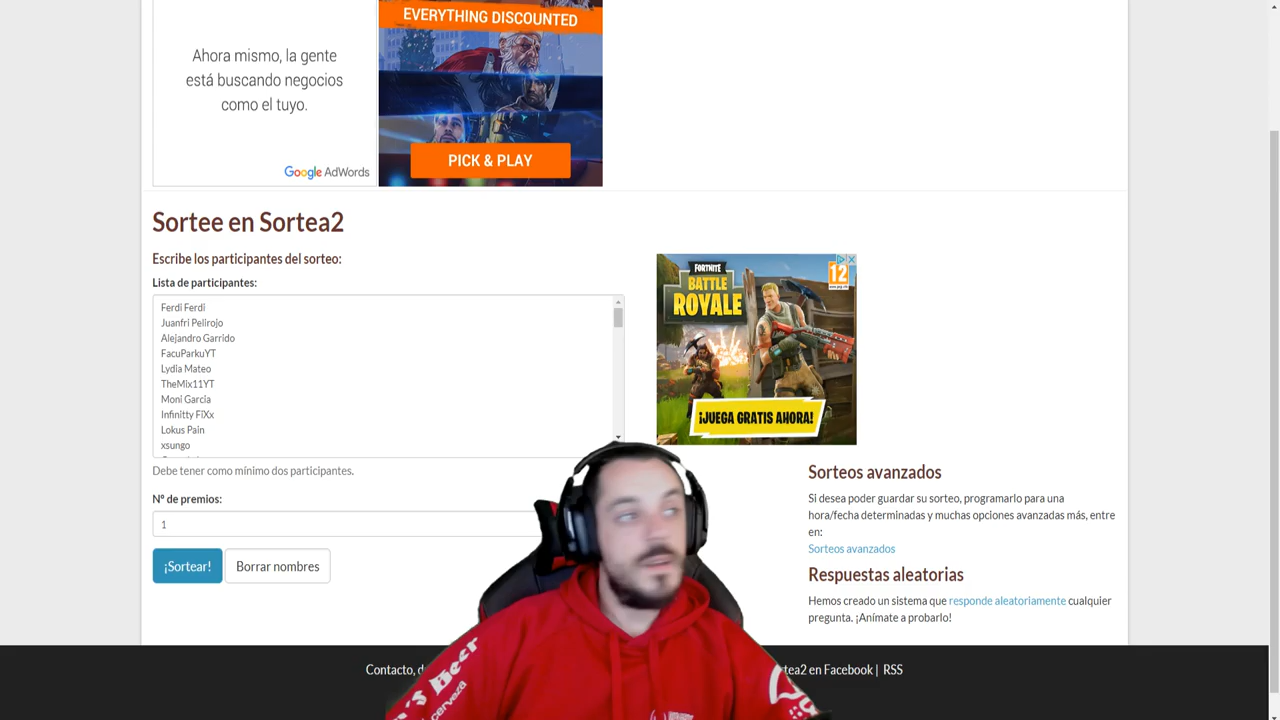 EVERYTHING DISCOUNTED
Ahora mismo, la gente
está buscando negocios
como el tuyo.
Google AdWords
PICK & PLAY
Sortee en Sortea2
Escribe los participantes del sorteo:
Lista de participantes:
Ferdi Ferdi
Juanfri Pelirojo
Alejandro Garrido
FacuParkuYT
Lydia Mateo
TheMix11YT
Moni Garcia
Infinitty FiXx
Lokus Pain
xsungo
Debe tener como mínimo dos participantes.
Nº de premios:
1
¡Sortear!
Borrar nombres
FORTNITE
BATTLE
ROYALE
12
¡JUEGA GRATIS AHORA!
Sorteos avanzados
Si desea poder guardar su sorteo, programarlo para una
hora/fecha determinadas y muchas opciones avanzadas más, entre
en:
Sorteos avanzados
Respuestas aleatorias
Hemos creado un sistema que responde aleatoriamente cualquier
pregunta. ¡Anímate a probarlo!
Contacto, d
tea2 en Facebook | RSS
's Beer
cerveza